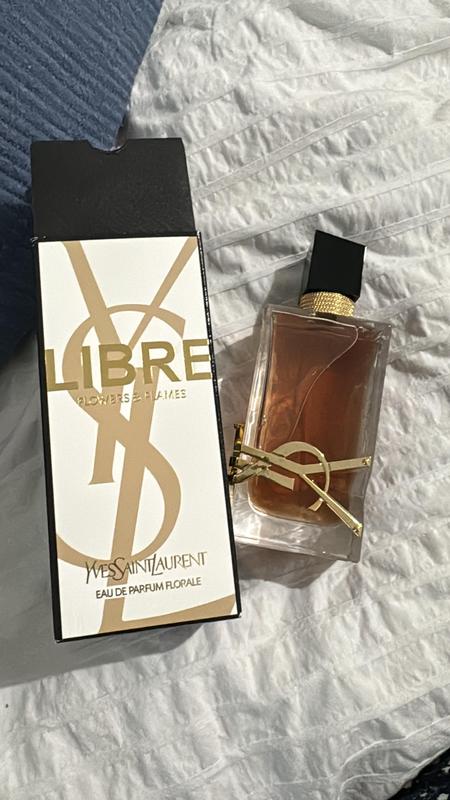 LIBRE
FLOWERS & FLAMES
YVESSAINTLAURENT
EAU DE PARFUM FLORALE